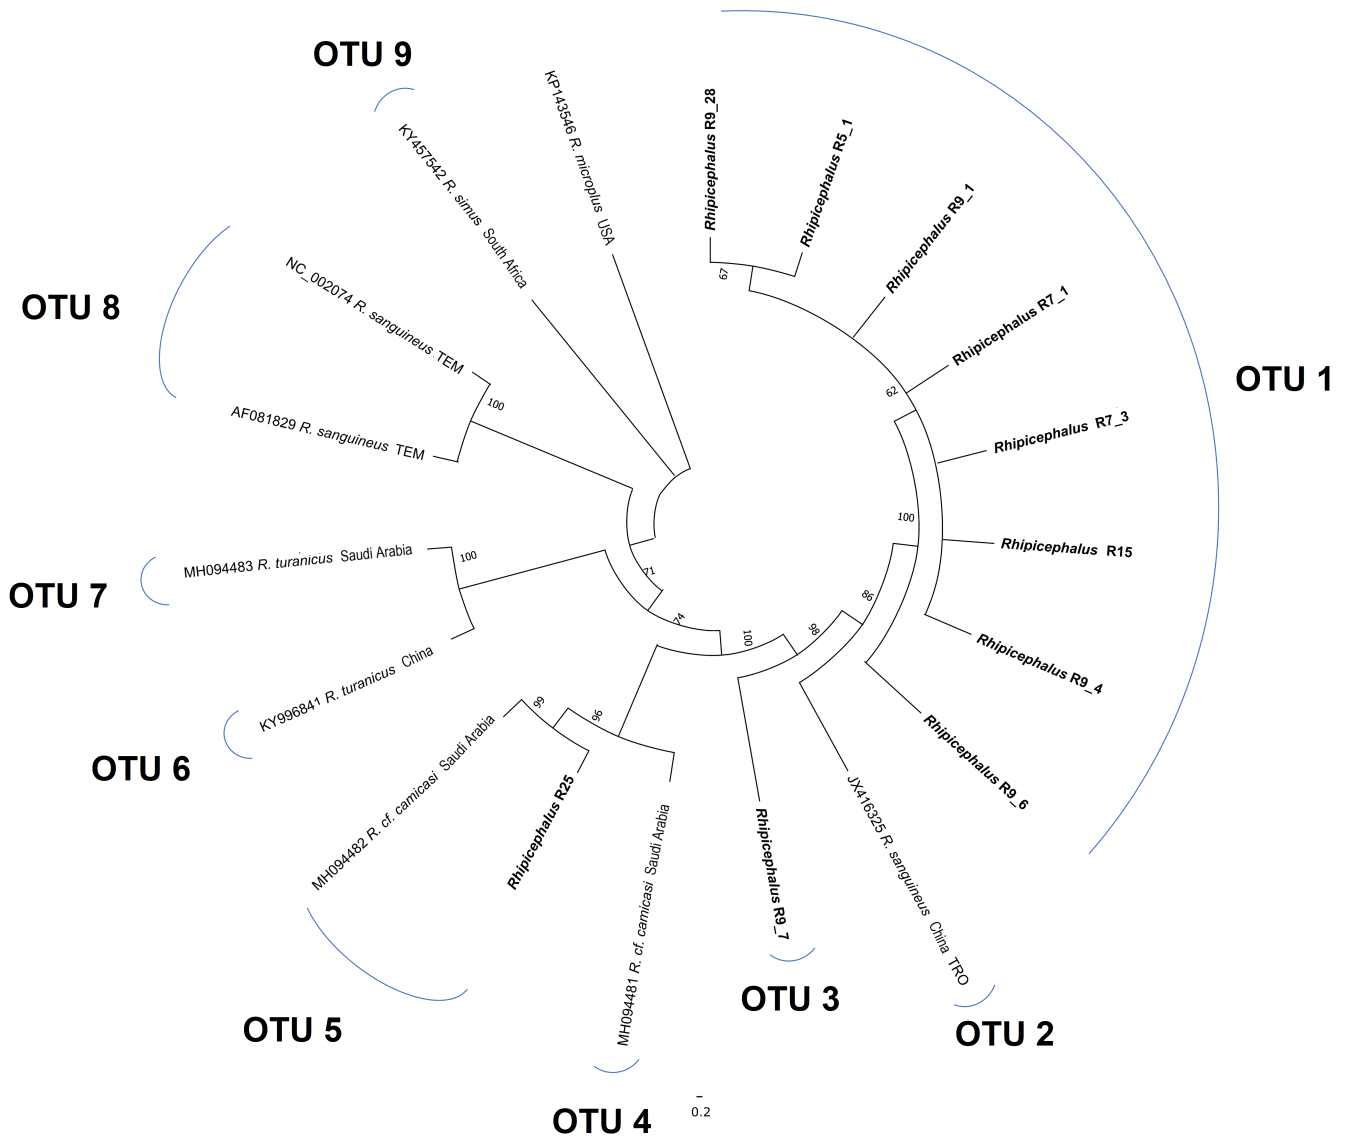 OTU 9
KP143546 R. microplus USA
KY457542 R. simus South Africa
Rhipicephalus R9_28
Rhipicephalus R5_1
Rhipicephalus R9_1
OTU 8
NC_002074 R. sanguineus TEM
67
Rhipicephalus R7_1
OTU 1
62
100
AF081829 R. sanguineus TEM
Rhipicephalus R7_3
100
Rhipicephalus R15
OTU 7
MH094483 R. turanicus Saudi Arabia
100
71
86
74
100
98
Rhipicephalus R9_4
OTU 6
KY996841 R. turanicus China
99
96
Rhipicephalus R9_6
MH094482 R. cf. camicasi Saudi Arabia
Rhipicephalus R25
MH094481 R. cf. camicasi Saudi Arabia
Rhipicephalus R9_7
JX416325 R. sanguineus China TRO
OTU 5
OTU 3
OTU 2
OTU 4
0.2